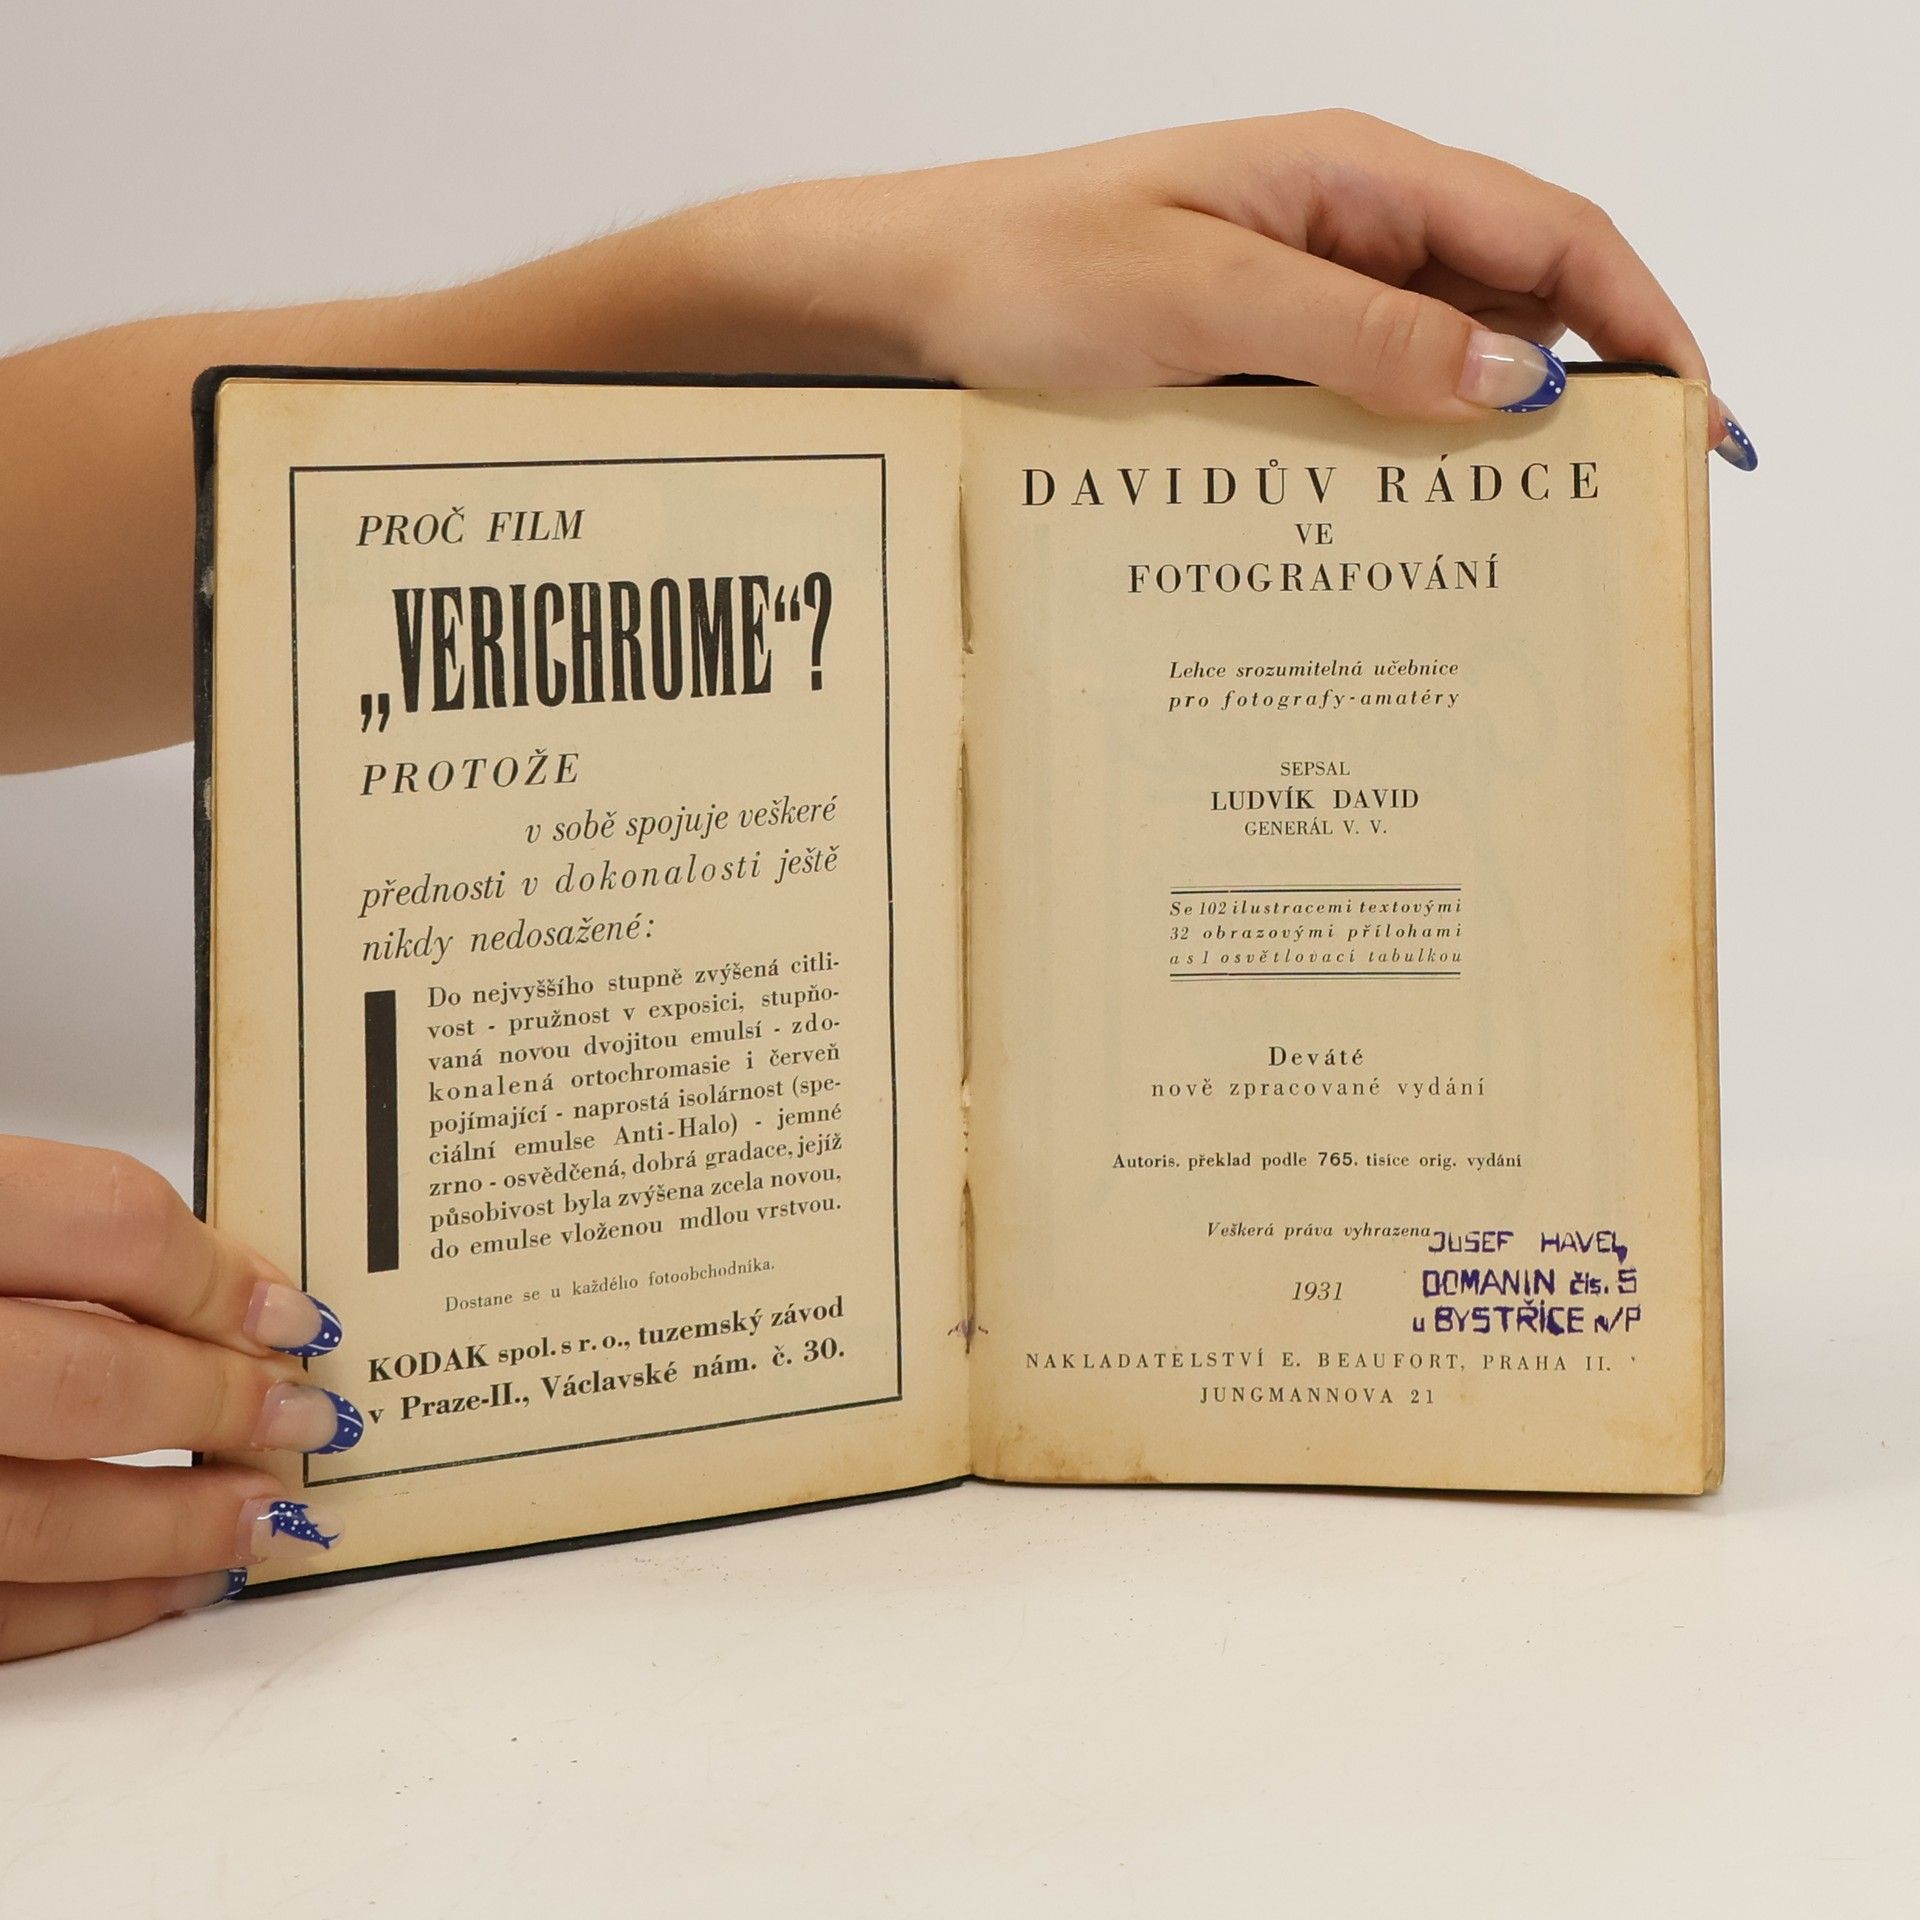 PROČ FILM
„VERICHROME“?
PROTOŽE
v sobě spojuje veškeré
přednosti v dokonalosti ještě
nikdy nedosažené:
Do nejvyššího stupně zvýšená citli-
vost - pružnost v exposici, stupňo-
vaná novou dvojitou emulsí - zdo-
konalená ortochromasie i červeň
pojímající - naprostá isolárnost (spe-
ciální emulse Anti-Halo) - jemné
zrno - osvědčená, dobrá gradace, jejíž
působivost byla zvýšena zcela novou,
do emulse vloženou mdlou vrstvou.
Dostane se u každého fotoobchodníka.
KODAK spol. s r. o., tuzemský závod
v Praze-II., Václavské nám. č. 30.
DAVIDŮV RÁDCE
VE
FOTOGRAFOVÁNÍ
Lehce srozumitelná učebnice
pro fotografy-amatéry
SEPSAL
LUDVÍK DAVID
GENERÁL V. V.
Se 102 ilustracemi textovými
32 obrazovými přílohami
a s 1 osvětlovací tabulkou
Deváté
nově zpracované vydání
Autoris. překlad podle 765. tisíce orig. vydání
Veškerá práva vyhrazena
JUSEF HAVEL,
DOMANIN čís. 5
u BYSTŘICE N/P
1931
NAKLADATELSTVÍ E. BEAUFORT, PRAHA II.
JUNGMANNOVA 21